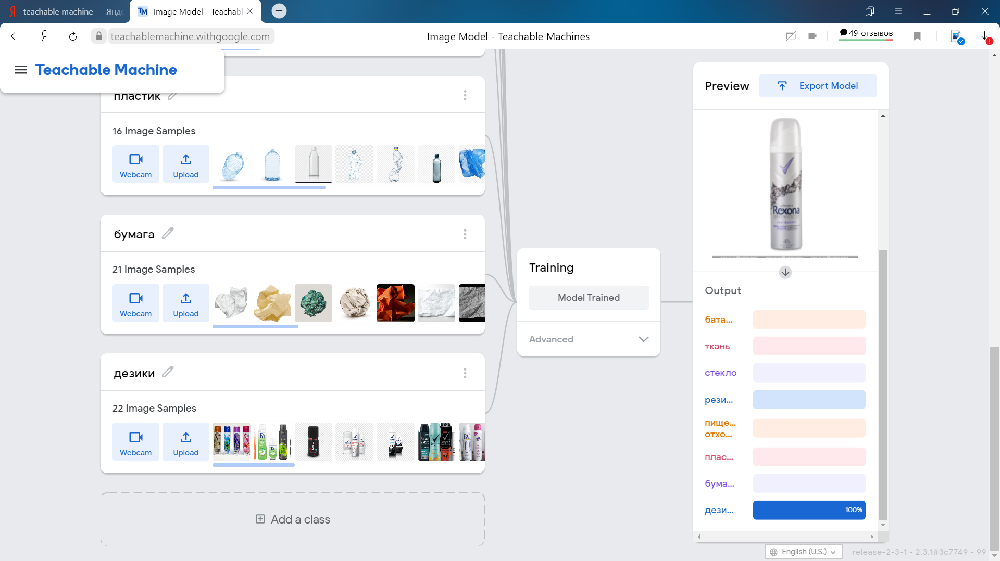 teachable machine — Янде
Image Model - Teachabl
teachablemachine.withgoogle.com
Image Model - Teachable Machines
49 отзывов
Teachable Machine
пластик
16 Image Samples
Webcam
Upload
бумага
21 Image Samples
Webcam
Upload
дезики
22 Image Samples
Webcam
Upload
Add a class
Training
Model Trained
Advanced
Preview
Export Model
Rexona
Output
бата...
ткань
стекло
рези...
пище...
отхо...
плас...
бума...
дези...
100%
English (U.S.)
release-2-3-1 - 2.3.1#3c7749 - 99